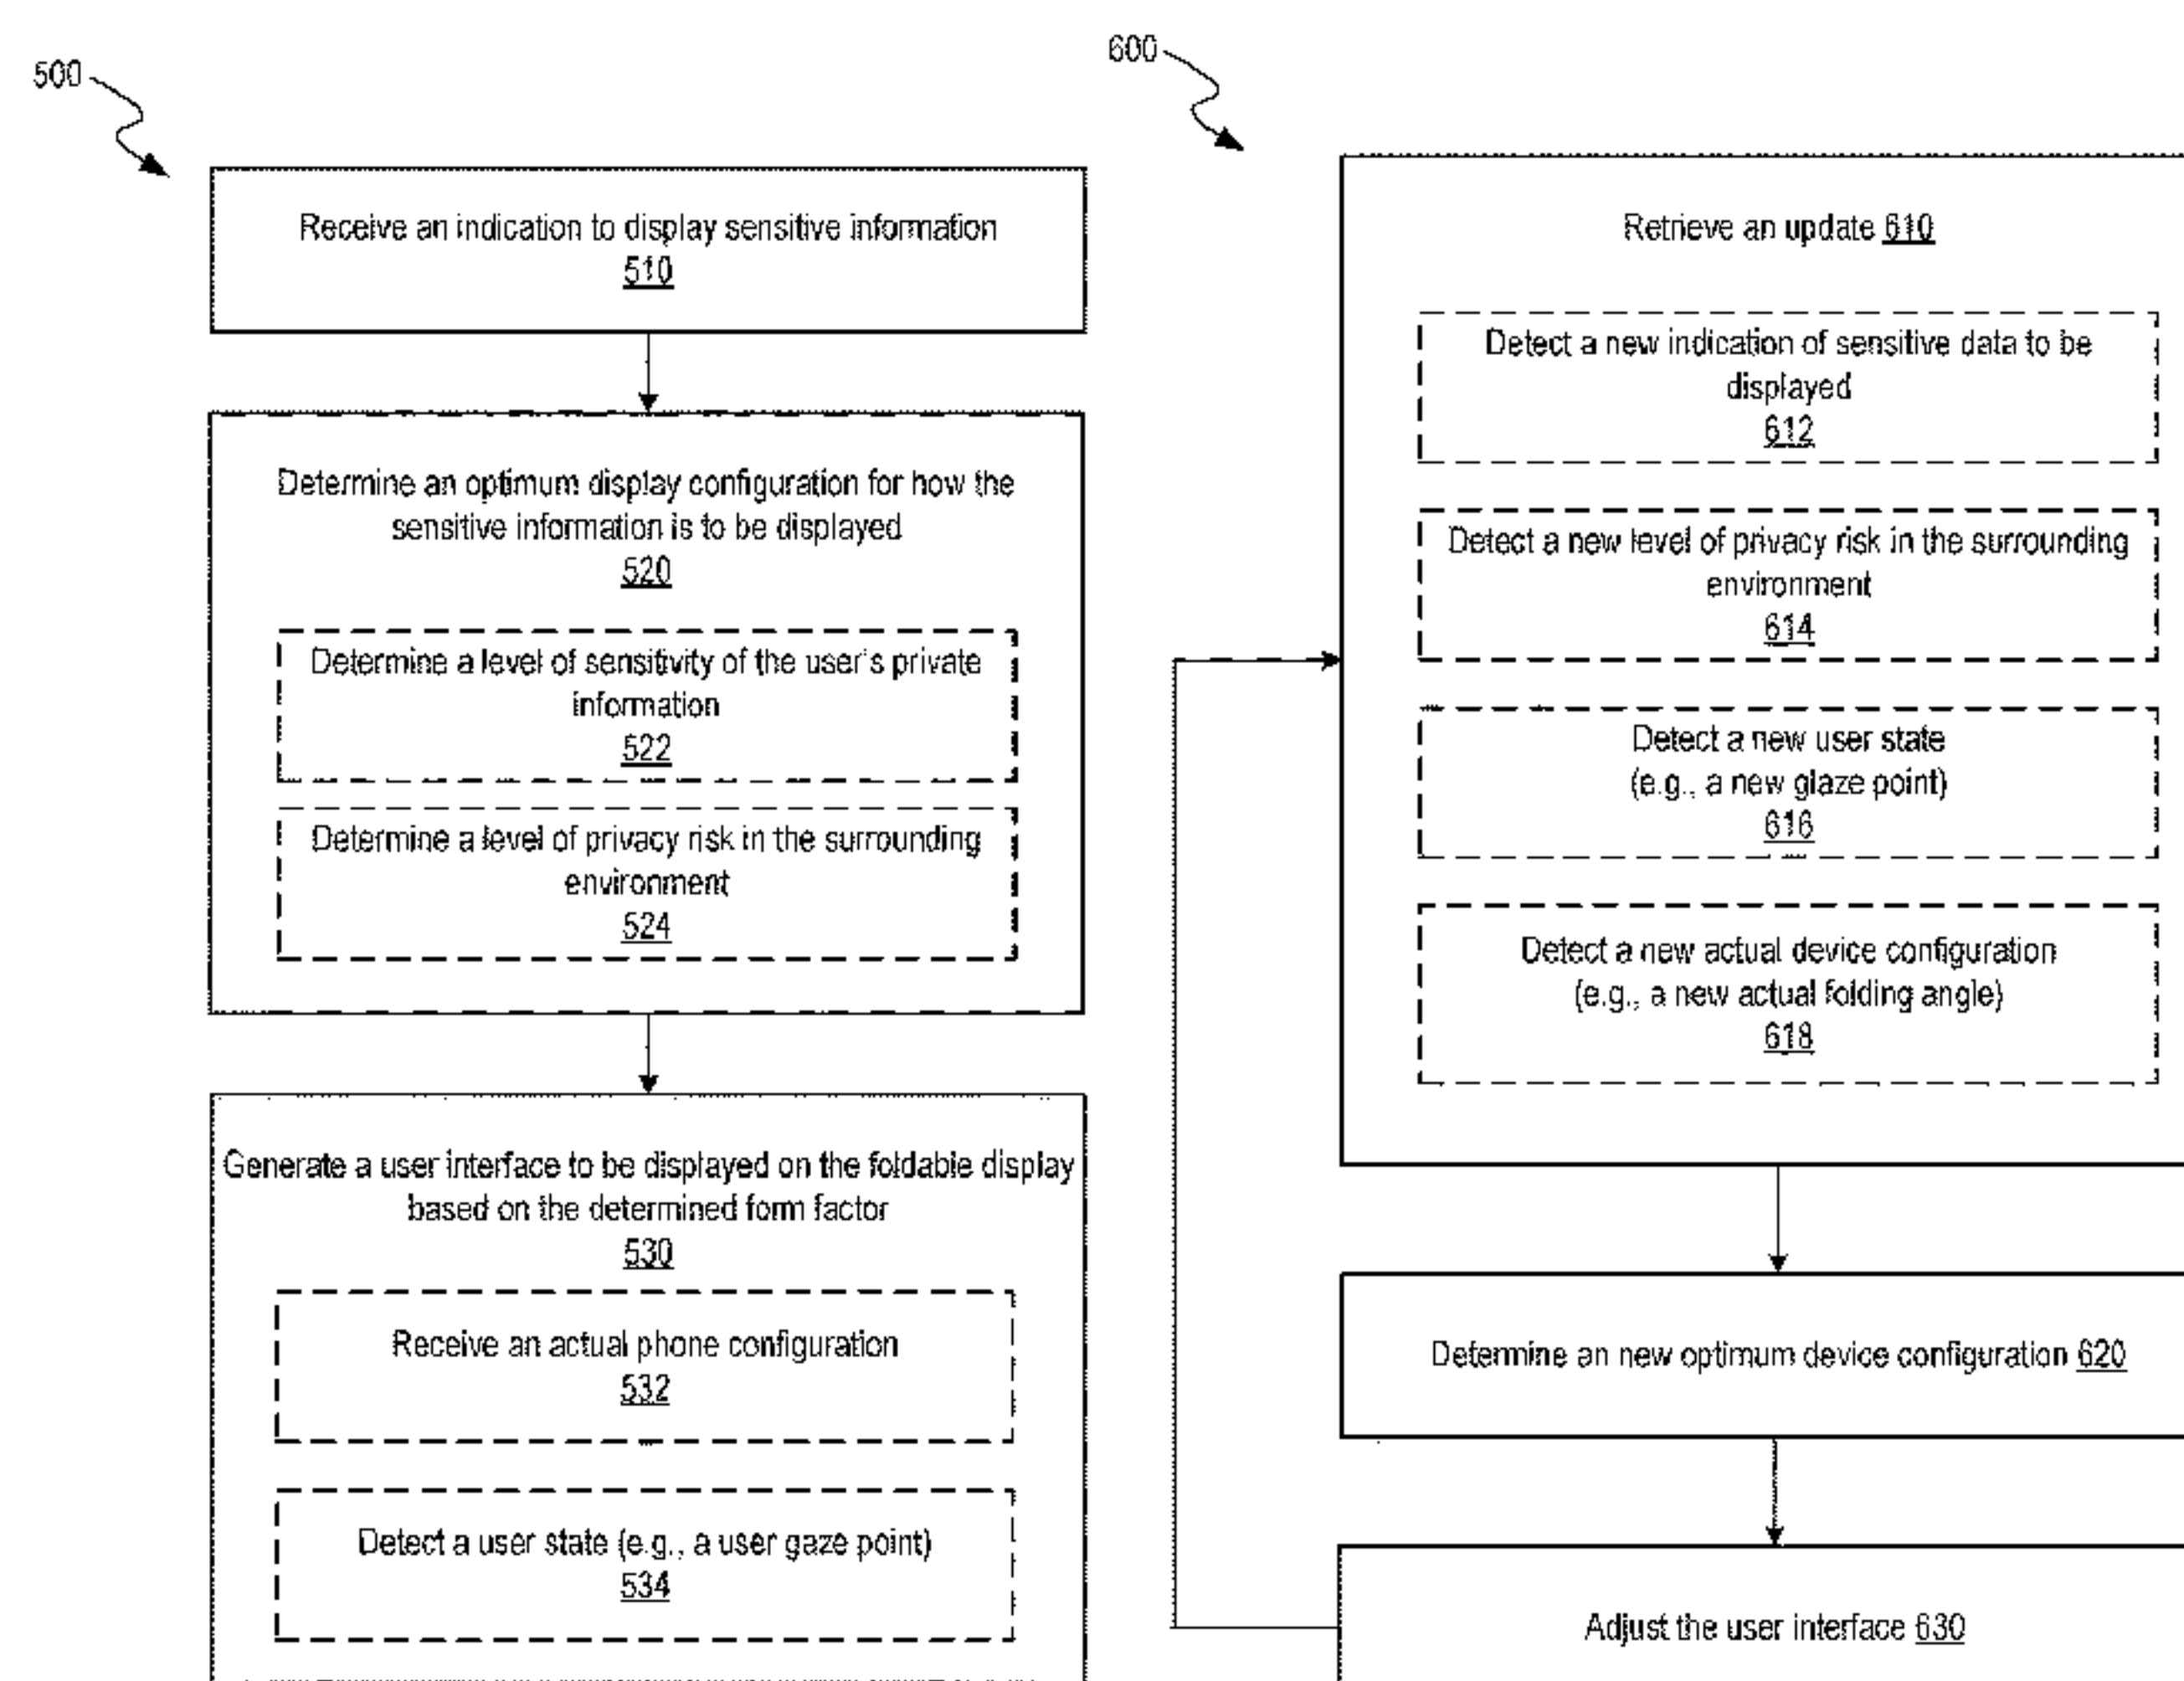 500
Receive an indication to display sensitive information
510
Determine an optimum display configuration for how the
sensitive information is to be displayed
520
Determine a level of sensitivity of the user's private
information
522
Determine a level of privacy risk in the surrounding
environment
524
Generate a user interface to be displayed on the foldable display
based on the determined form factor
530
Receive an actual phone configuration
532
Detect a user state (e.g., a user gaze point)
534
600
Retrieve an update 610
Detect a new indication of sensitive data to be
displayed
612
Detect a new level of privacy risk in the surrounding
environment
614
Detect a new user state
(e.g., a new glaze point)
616
Detect a new actual device configuration
(e.g., a new actual folding angle)
618
Determine an new optimum device configuration 620
Adjust the user interface 630